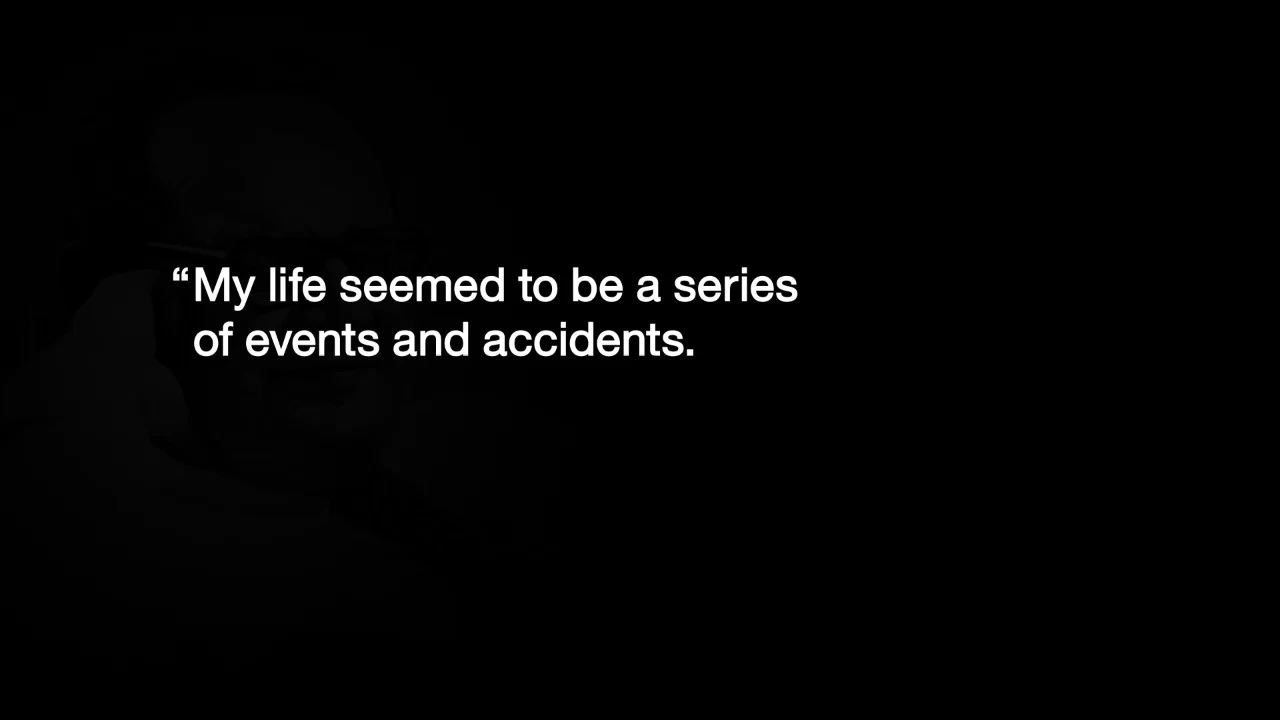 “My life seemed to be a series
of events and accidents.